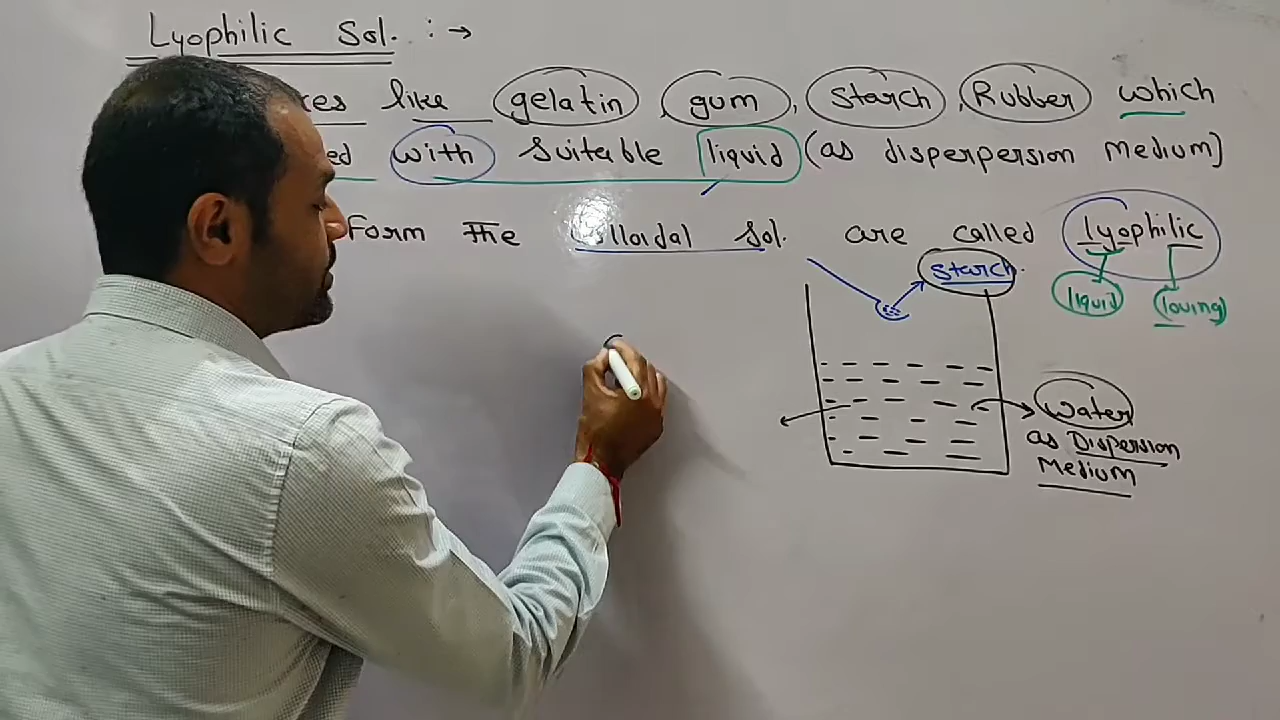 Lyophilic Sol. :→
like gelatin, gum, starch, Rubber which
with suitable liquid (as disperpersion Medium]
Form the Colloidal Sol. are called lyophilic
starch.
liquid loving
Water
as Dispersion
Medium